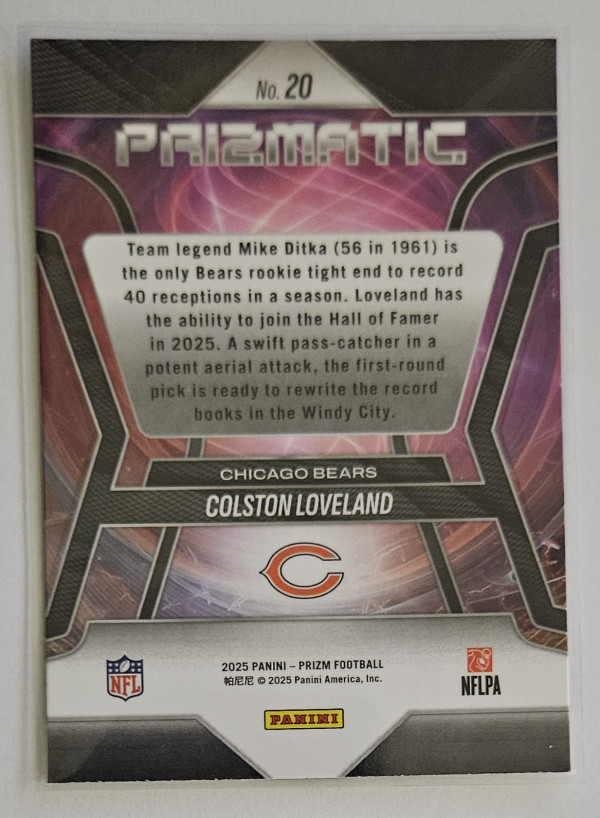 No. 20
PRIZMATIC
Team legend Mike Ditka (56 in 1961) is
the only Bears rookie tight end to record
40 receptions in a season. Loveland has
the ability to join the Hall of Famer
in 2025. A swift pass-catcher in a
potent aerial attack, the first-round
pick is ready to rewrite the record
books in the Windy City.
CHICAGO BEARS
COLSTON LOVELAND
NFL
2025 PANINI – PRIZM FOOTBALL
帕尼尼 © 2025 Panini America, Inc.
NFLPA
PANINI